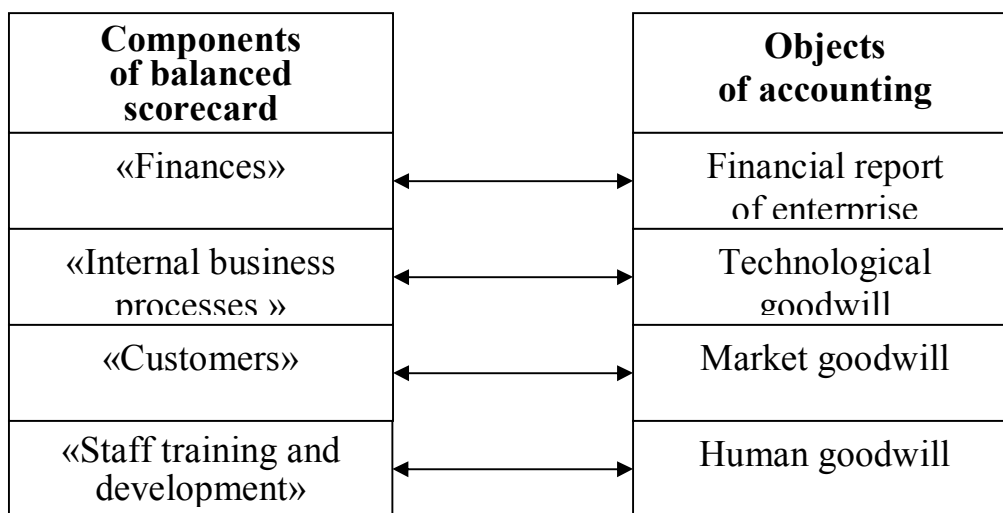 Components
of balanced
scorecard
Objects
of accounting
«Finances»
Financial report
of enterprise
«Internal business
processes »
Technological
goodwill
«Customers»
Market goodwill
«Staff training and
development»
Human goodwill